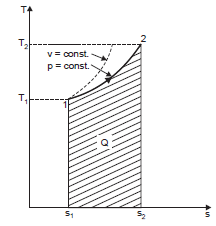 T
T2
v = const.
2
p = const.
T1
1
Q
s1
s2
s